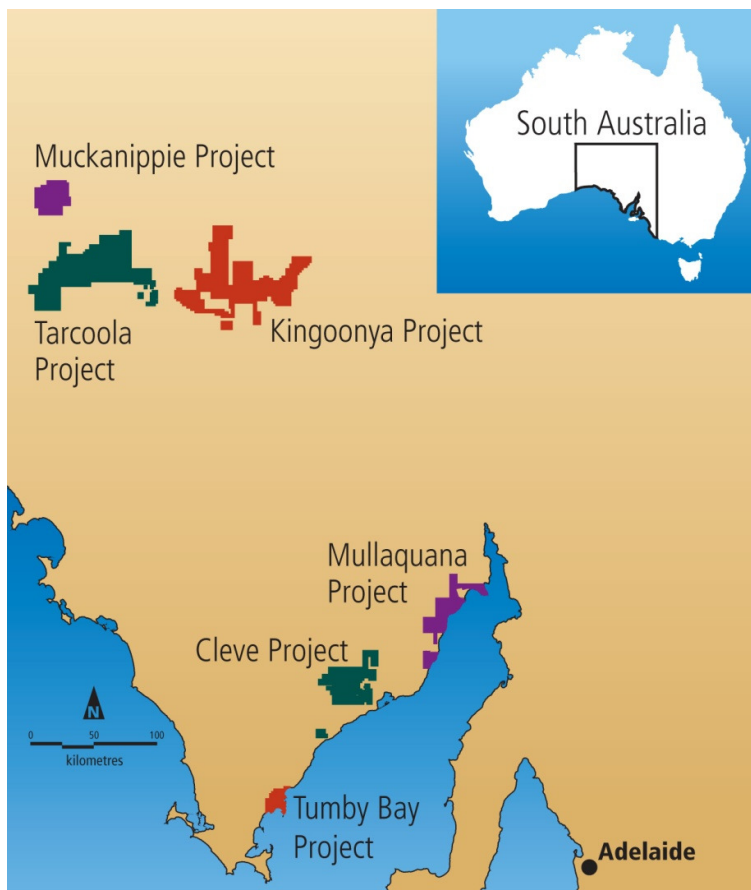 South Australia
Muckanippie Project
Tarcoola
Project
Kingoonya Project
Mullaquana
Project
Cleve Project
N
0 50 100
kilometres
Tumby Bay
Project
Adelaide